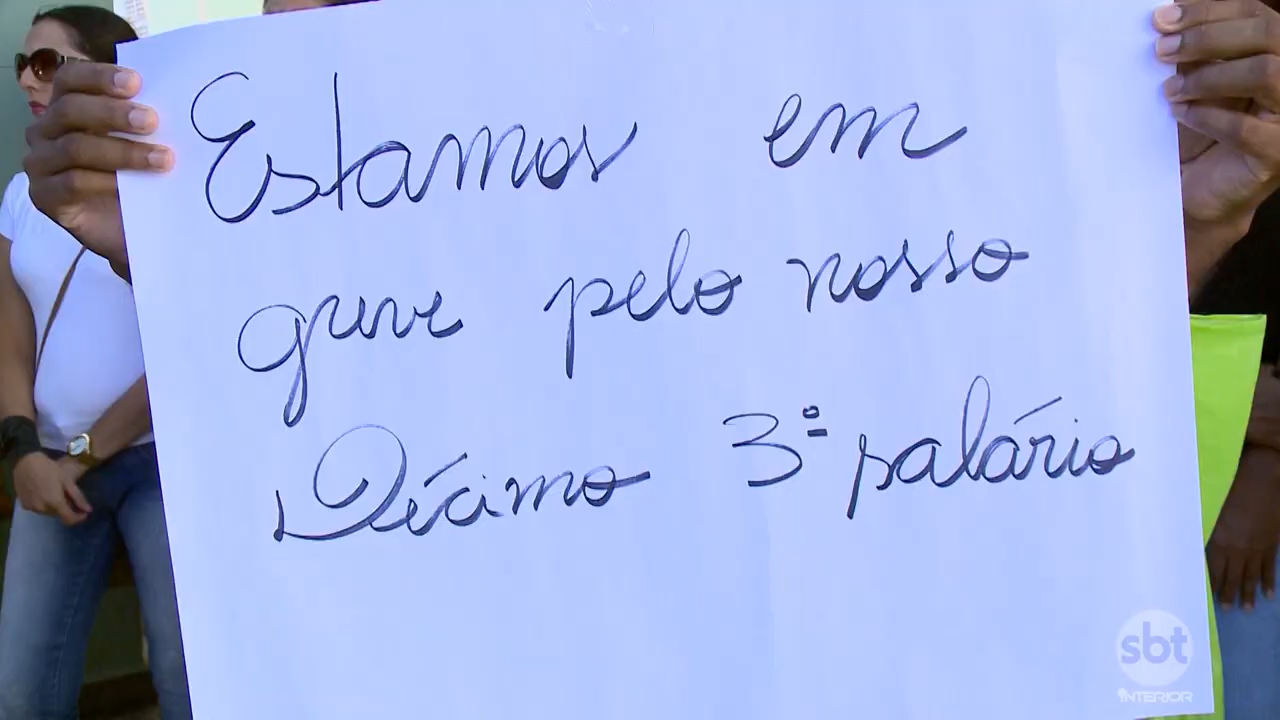 Estamos em
greve pelo nosso
Décimo 3º salário
sbt
INTERIOR